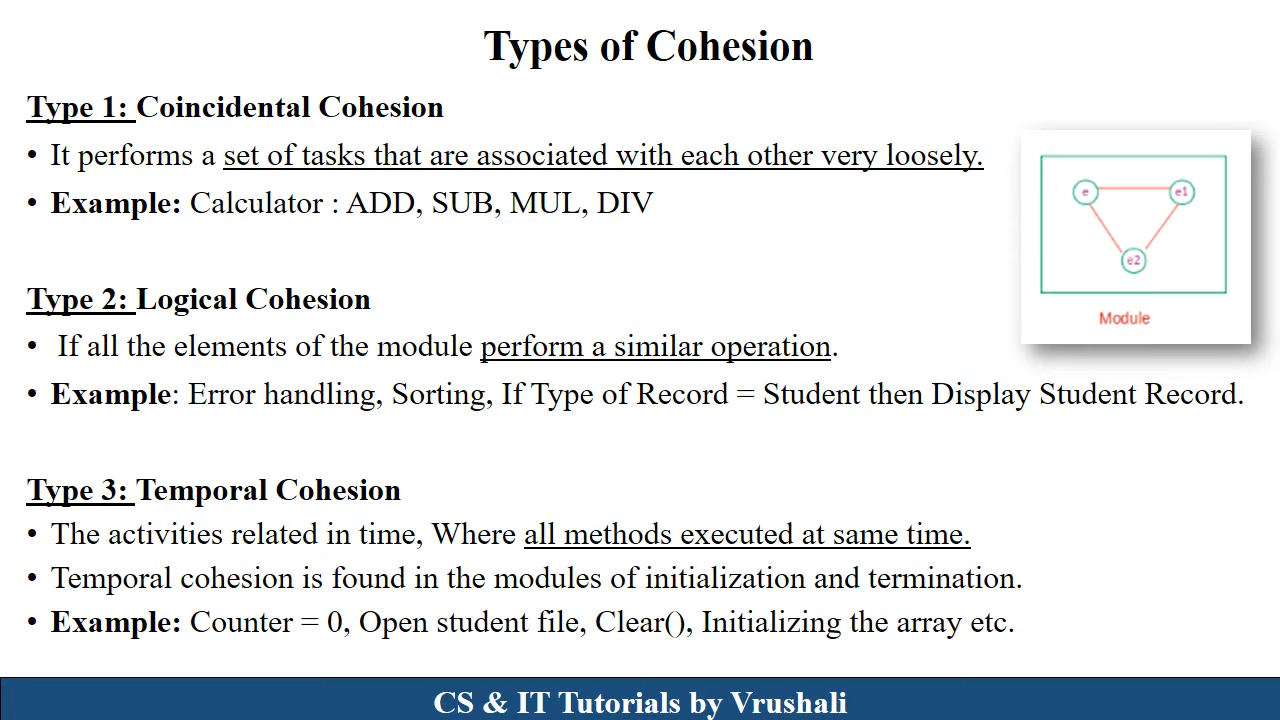 Types of Cohesion
Type 1: Coincidental Cohesion
• It performs a set of tasks that are associated with each other very loosely.
• Example: Calculator : ADD, SUB, MUL, DIV
e e1
e2
Module
Type 2: Logical Cohesion
• If all the elements of the module perform a similar operation.
• Example: Error handling, Sorting, If Type of Record = Student then Display Student Record.
Type 3: Temporal Cohesion
• The activities related in time, Where all methods executed at same time.
• Temporal cohesion is found in the modules of initialization and termination.
• Example: Counter = 0, Open student file, Clear(), Initializing the array etc.
CS & IT Tutorials by Vrushali